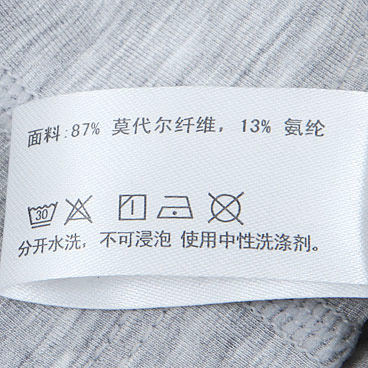 面料:87% 莫代尔纤维，13% 氨纶
30
分开水洗，不可浸泡 使用中性洗涤剂。